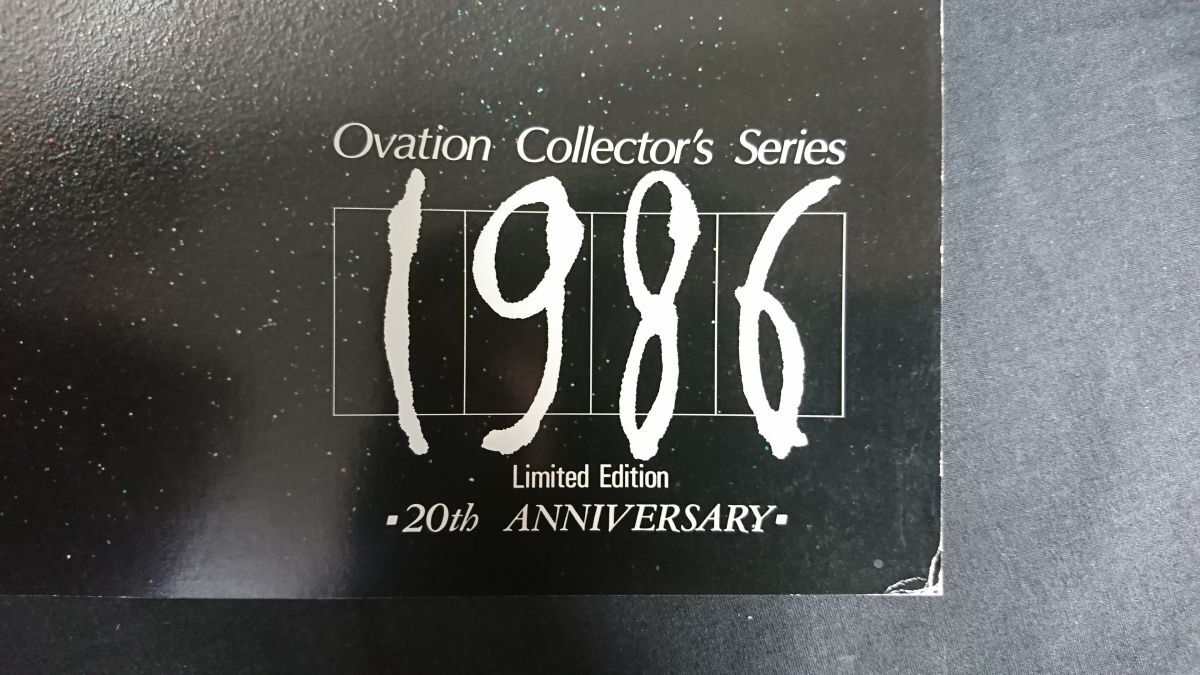 Ovation Collector's Series
1986
Limited Edition
▪20th ANNIVERSARY▪